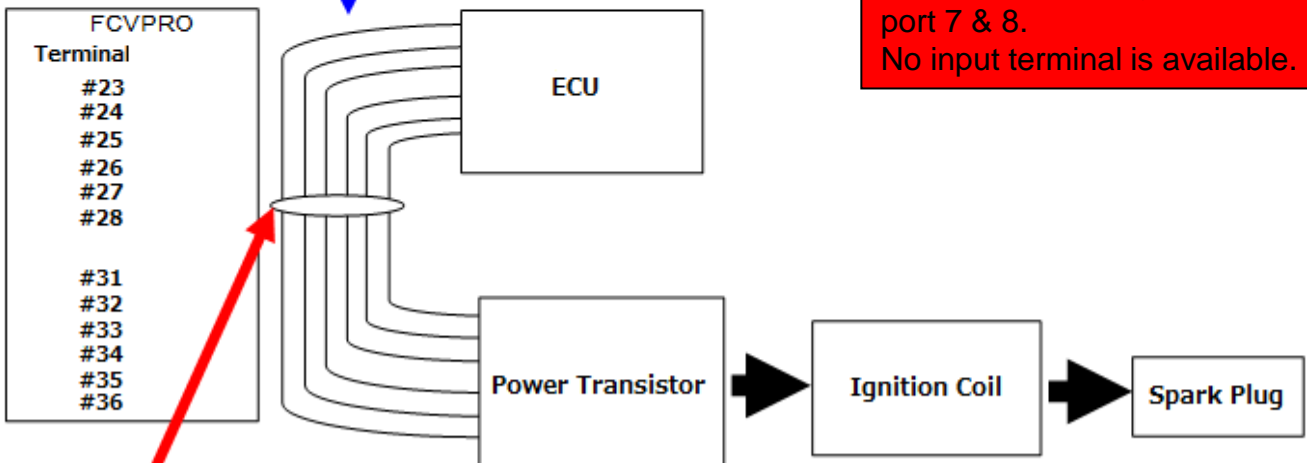 FCVPRO
Terminal
#23
#24
#25
#26
#27
#28
#31
#32
#33
#34
#35
#36
ECU
port 7 & 8.
No input terminal is available.
Power Transistor
Ignition Coil
Spark Plug